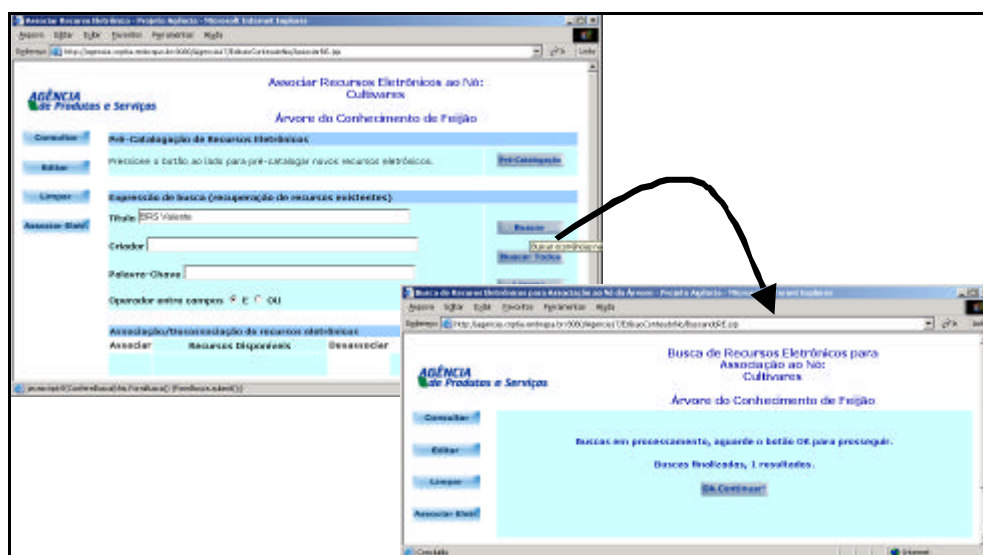 Associar Recurso Eletrônico - Projeto Agência - Microsoft Internet Explorer
Arquivo Editar Exibir Favoritos Ferramentas Ajuda
Associar Recursos Eletrônicos ao Nó:
Cultivares
AGÊNCIA
de Produtos e Serviços
Árvore do Conhecimento de Feijão
Consultar
Pré-Catalogação de Recursos Eletrônicos
Editar
Pressione o botão ao lado para pré-catalogar novos recursos eletrônicos.
Pré-Catalogação
Limpar
Expressão de busca (recuperação de recursos existentes)
Título BRS Valente
Buscar
Criador
Buscar Todos
Palavra-Chave
Operador entre campos E OU
Associação/Desassociação de recursos eletrônicos
Associar Recursos Disponíveis Desassociar
Busca de Recursos Eletrônicos para Associação ao Nó da Árvore - Projeto Agência - Microsoft Internet Explorer
Arquivo Editar Exibir Favoritos Ferramentas Ajuda
Busca de Recursos Eletrônicos para
Associação ao Nó:
Cultivares
AGÊNCIA
de Produtos e Serviços
Árvore do Conhecimento de Feijão
Consultar
Editar
Limpar
Buscas em processamento, aguarde o botão OK para prosseguir.
Buscas finalizadas, 1 resultados.
OK Continuar
Concluído
Internet